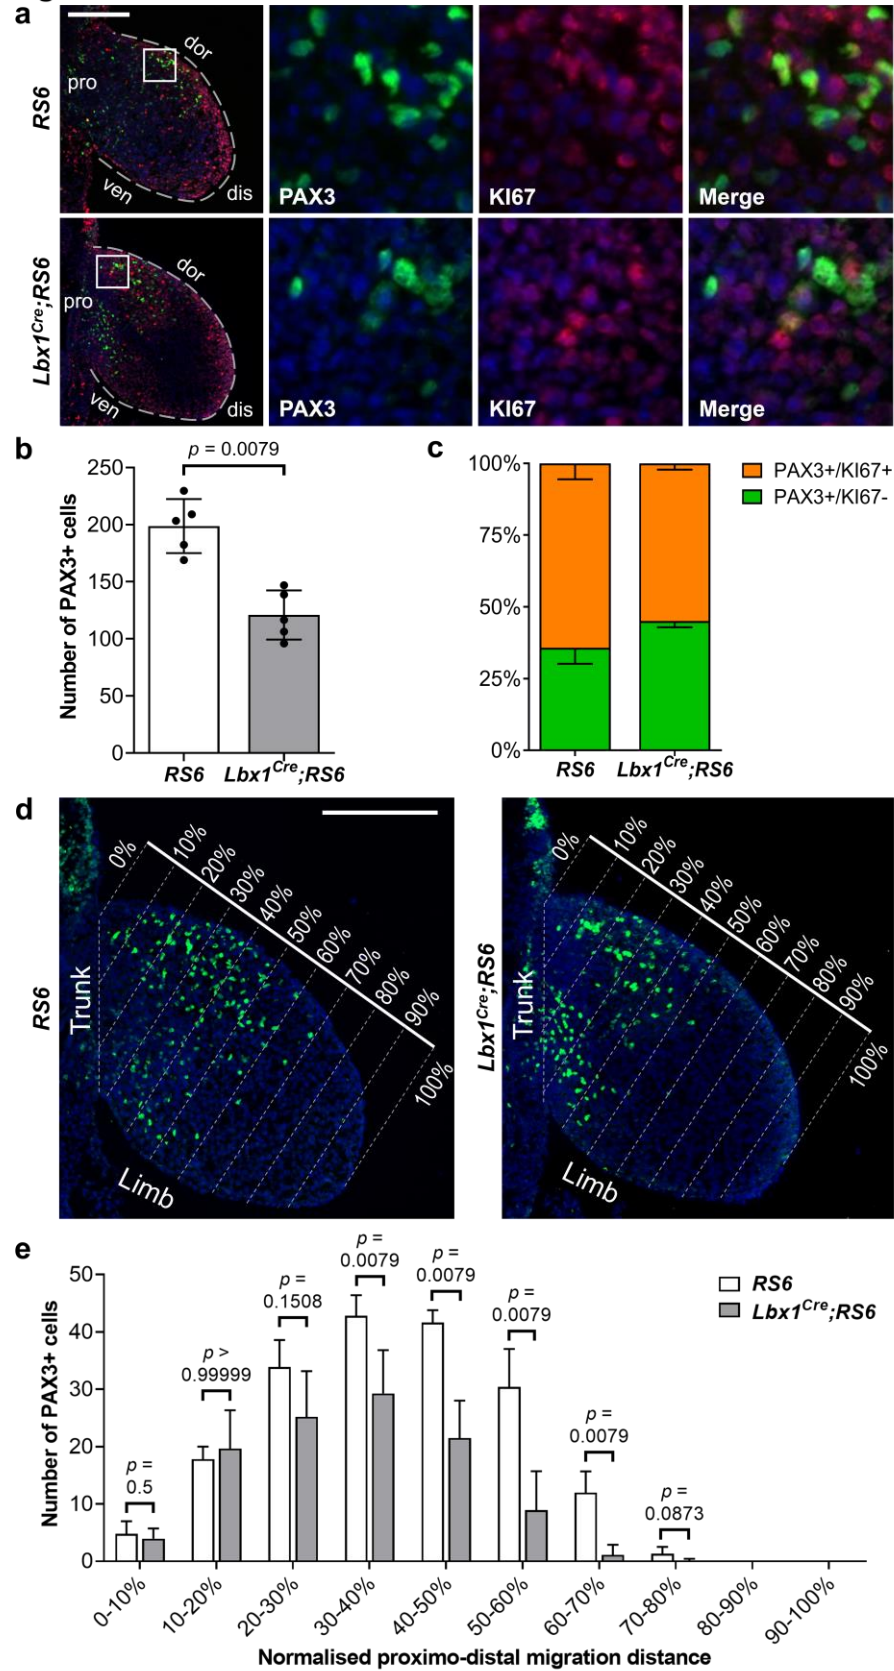 a
RS6
pro
dor
ven
dis
PAX3
KI67
Merge
Lbx1Cre;RS6
pro
dor
ven
dis
PAX3
KI67
Merge
b
p = 0.0079
Number of PAX3+ cells
250
200
150
100
50
0
RS6
Lbx1Cre;RS6
c
100%
75%
50%
25%
0%
RS6
Lbx1Cre;RS6
PAX3+/KI67+
PAX3+/KI67-
d
RS6
Trunk
Limb
0%
10%
20%
30%
40%
50%
60%
70%
80%
90%
100%
Lbx1Cre;RS6
Trunk
Limb
0%
10%
20%
30%
40%
50%
60%
70%
80%
90%
100%
e
Number of PAX3+ cells
50
40
30
20
10
0
p =
0.5
p >
0.99999
p =
0.1508
p =
0.0079
p =
0.0079
p =
0.0079
p =
0.0079
p =
0.0873
RS6
Lbx1Cre;RS6
0-10%
10-20%
20-30%
30-40%
40-50%
50-60%
60-70%
70-80%
80-90%
90-100%
Normalised proximo-distal migration distance